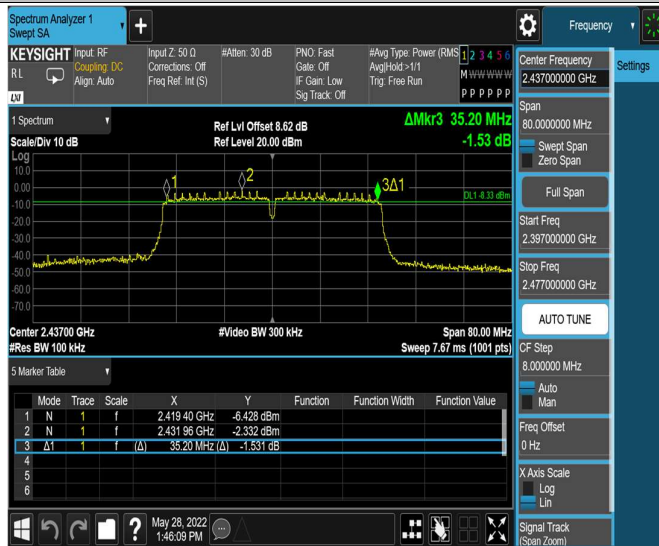 Spectrum Analyzer 1
Swept SA
+
Frequency
KEYSIGHT
RL
LXI
Input: RF
Coupling: DC
Align: Auto
Input Z: 50 Ω
Corrections: Off
Freq Ref: Int (S)
#Atten: 30 dB
PNO: Fast
Gate: Off
IF Gain: Low
Sig Track: Off
#Avg Type: Power (RMS
Avg|Hold:>1/1
Trig: Free Run
1 2 3 4 5 6
M W W W W W
P P P P P P
Center Frequency
2.437000000 GHz
Settings
1 Spectrum
Scale/Div 10 dB
Ref Lvl Offset 8.62 dB
Ref Level 20.00 dBm
ΔMkr3 35.20 MHz
-1.53 dB
Span
80.0000000 MHz
Swept Span
Zero Span
Log
10.0
0.00
-10.0
-20.0
-30.0
-40.0
-50.0
-60.0
-70.0
1
2
3Δ1
DL1 -8.33 dBm
Full Span
Start Freq
2.397000000 GHz
Stop Freq
2.477000000 GHz
AUTO TUNE
Center 2.43700 GHz
#Video BW 300 kHz
Span 80.00 MHz
#Res BW 100 kHz
Sweep 7.67 ms (1001 pts)
CF Step
8.000000 MHz
Auto
Man
5 Marker Table
Mode Trace Scale X Y Function Function Width Function Value
1 N 1 f 2.419 40 GHz -6.428 dBm
2 N 1 f 2.431 96 GHz -2.332 dBm
3 Δ1 1 f (Δ) 35.20 MHz (Δ) -1.531 dB
4
5
6
Freq Offset
0 Hz
X Axis Scale
Log
Lin
Signal Track
(Span Zoom)
?
May 28, 2022
1:46:09 PM